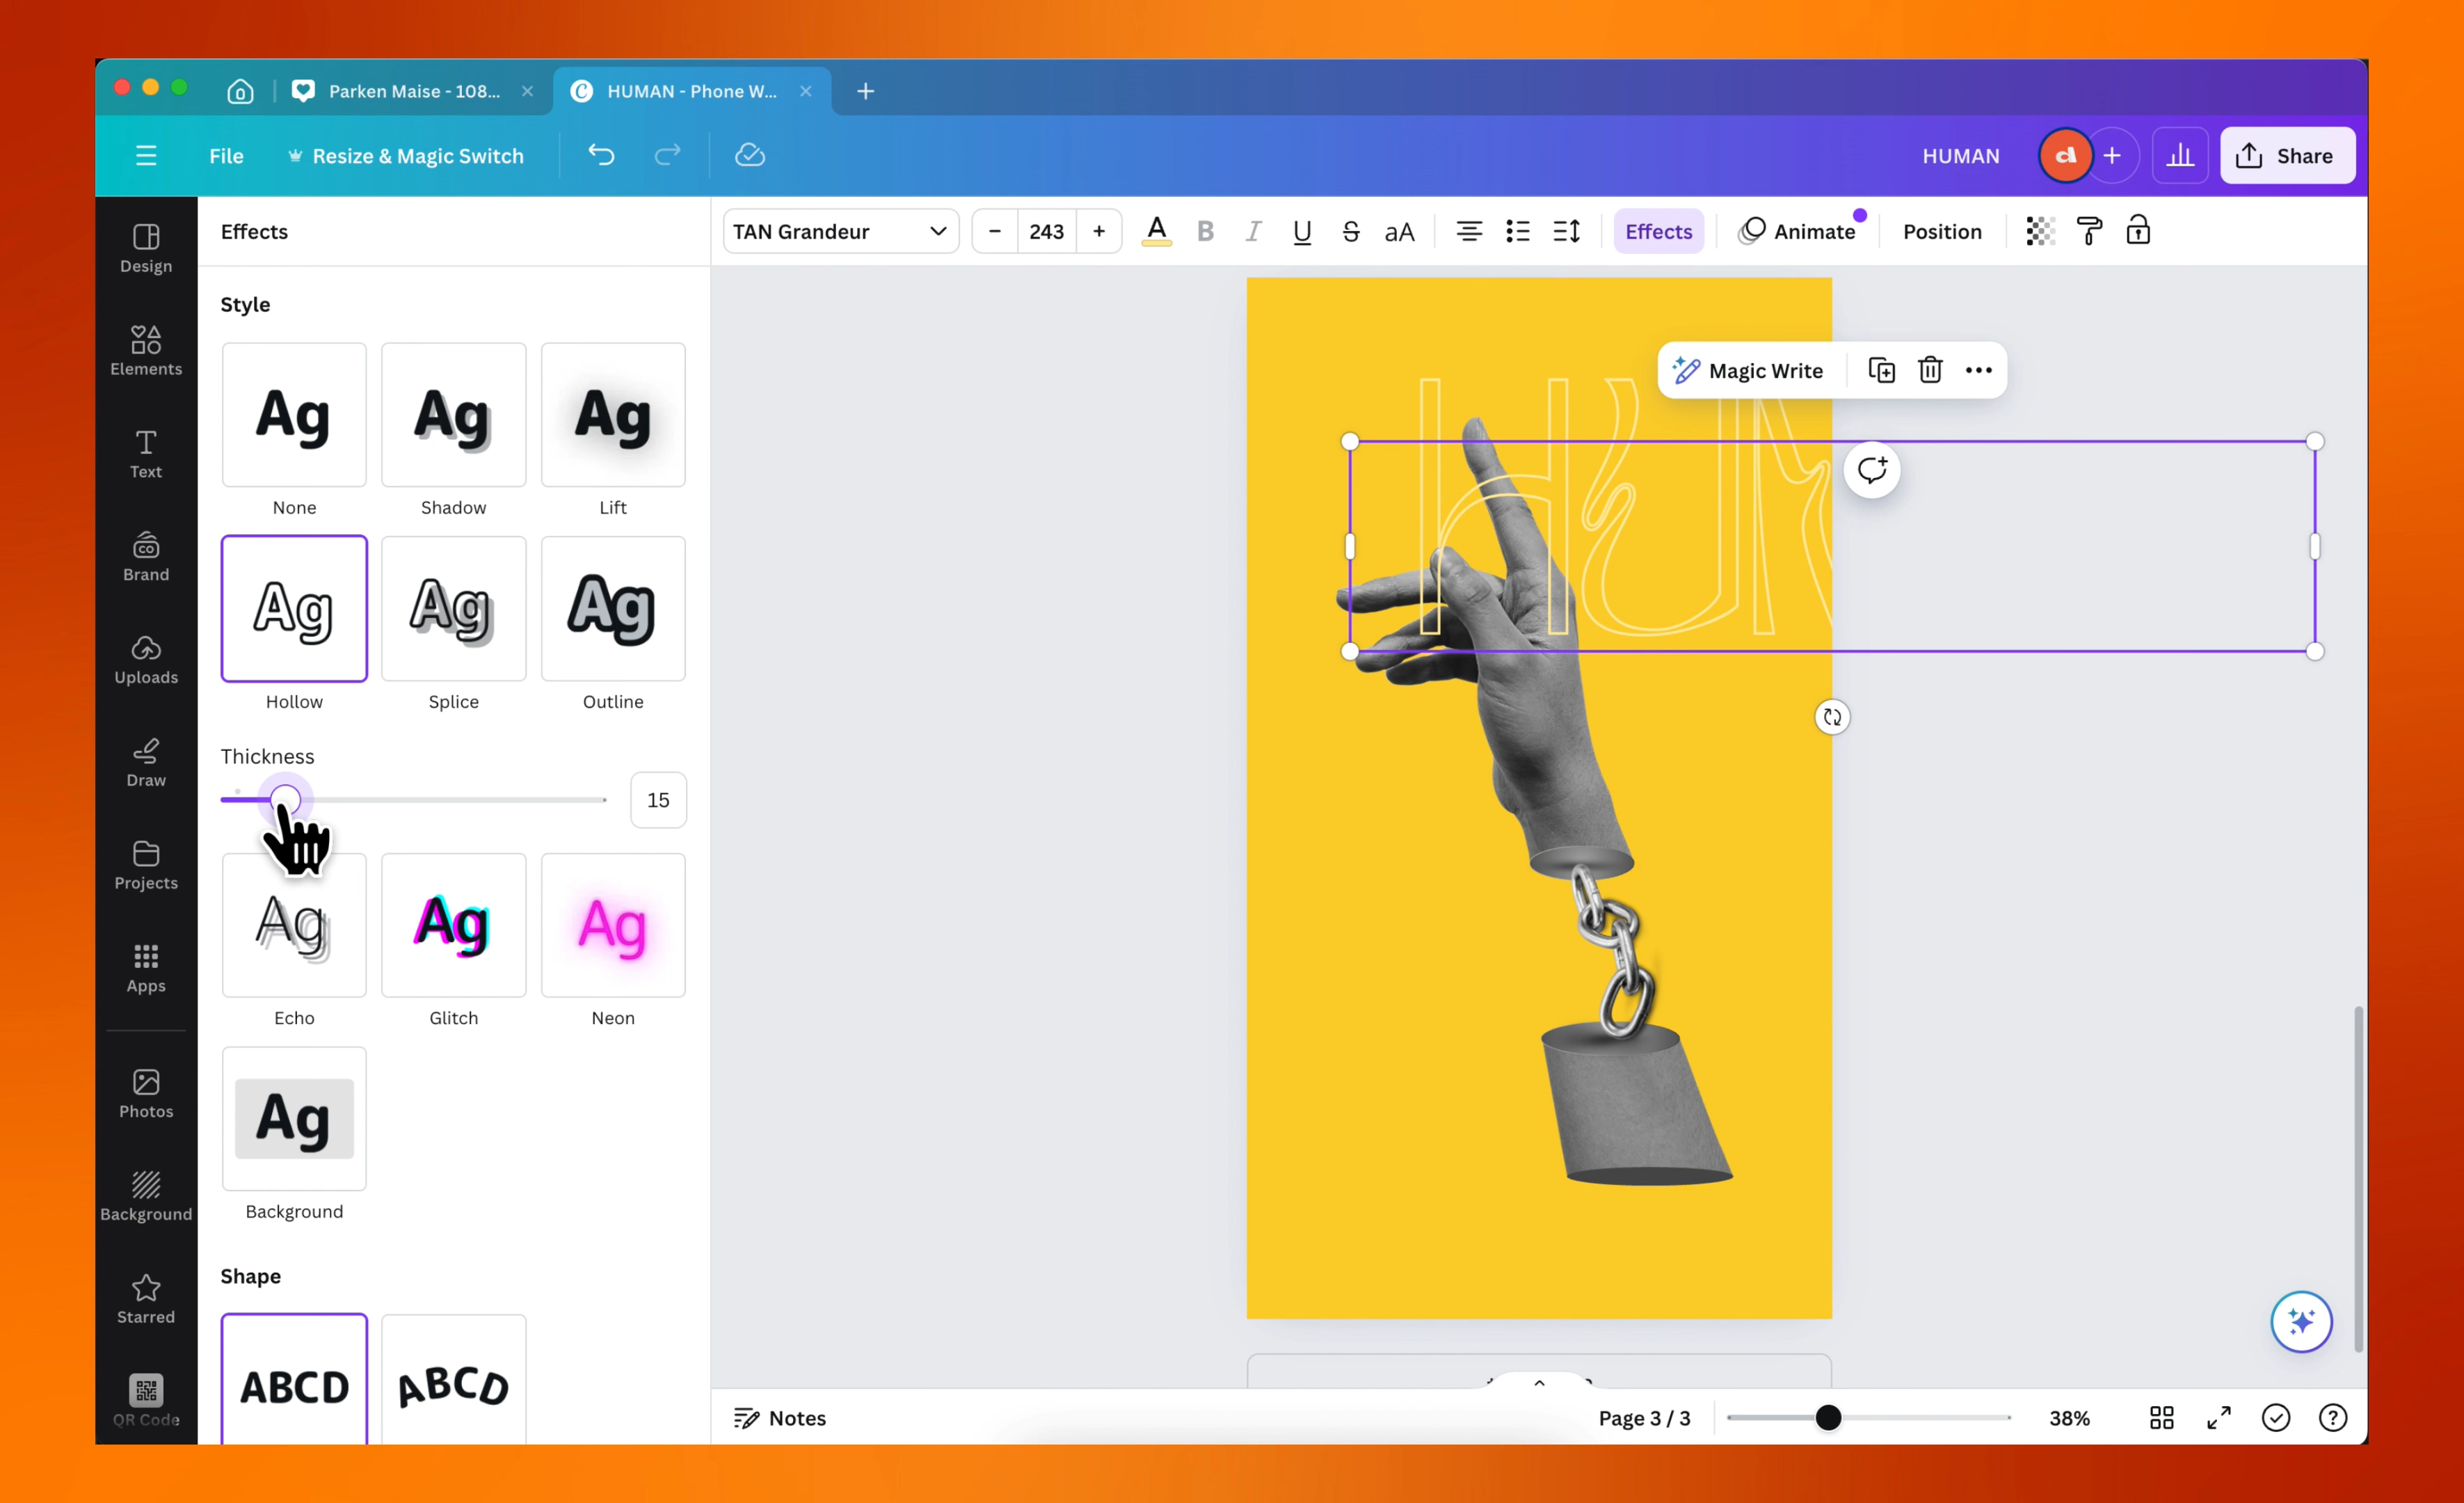 Parken Maise - 108...
HUMAN - Phone W...
File
Resize & Magic Switch
HUMAN
Share
Design
Elements
Text
Brand
Uploads
Draw
Projects
Apps
Photos
Background
Starred
QR Code
Effects
Style
Ag Ag Ag
None Shadow Lift
Ag Ag Ag
Hollow Splice Outline
Thickness
15
Ag Ag Ag
Echo Glitch Neon
Ag
Background
Shape
ABCD ABCD
TAN Grandeur
243
A B I U S aA
Effects
Animate
Position
Magic Write
HUM
Notes
Page 3 / 3
38%